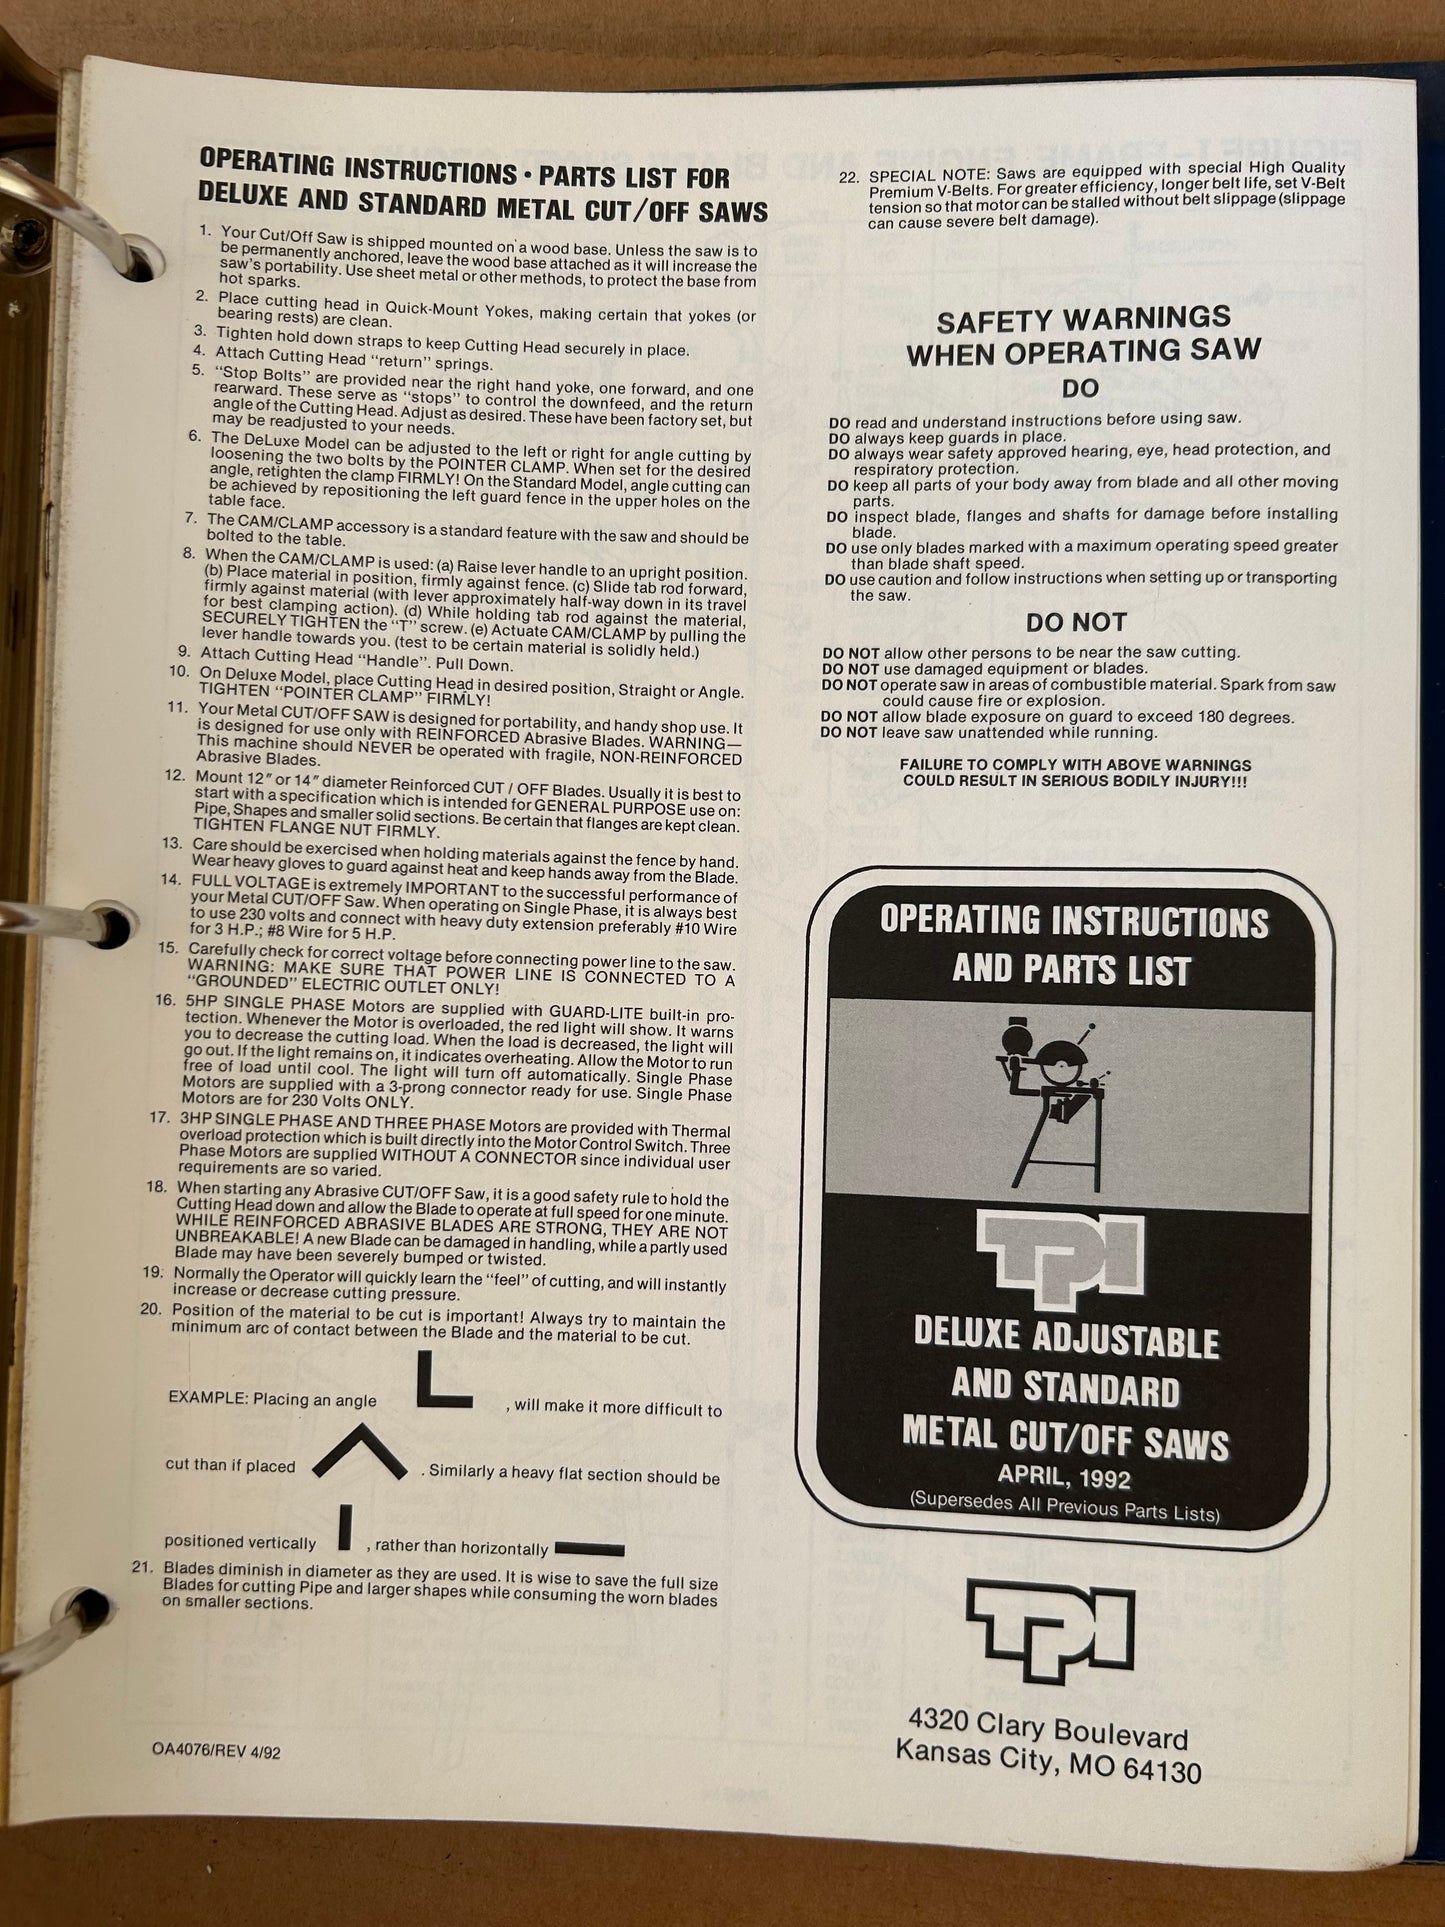 OPERATING INSTRUCTIONS • PARTS LIST FOR
DELUXE AND STANDARD METAL CUT/OFF SAWS
1. Your Cut/Off Saw is shipped mounted on a wood base. Unless the saw is to
be permanently anchored, leave the wood base attached as it will increase the
saw's portability. Use sheet metal or other methods, to protect the base from
hot sparks.
2. Place cutting head in Quick-Mount Yokes, making certain that yokes (or
bearing rests) are clean.
3. Tighten hold down straps to keep Cutting Head securely in place.
4. Attach Cutting Head "return" springs.
5. "Stop Bolts" are provided near the right hand yoke, one forward, and one
rearward. These serve as "stops" to control the downfeed, and the return
angle of the Cutting Head. Adjust as desired. These have been factory set, but
may be readjusted to your needs.
6. The DeLuxe Model can be adjusted to the left or right for angle cutting by
loosening the two bolts by the POINTER CLAMP. When set for the desired
angle, retighten the clamp FIRMLY! On the Standard Model, angle cutting can
be achieved by repositioning the left guard fence in the upper holes on the
table face.
7. The CAM/CLAMP accessory is a standard feature with the saw and should be
bolted to the table.
8. When the CAM/CLAMP is used: (a) Raise lever handle to an upright position.
(b) Place material in position, firmly against fence. (c) Slide tab rod forward,
firmly against material (with lever approximately half-way down in its travel
for best clamping action). (d) While holding tab rod against the material,
SECURELY TIGHTEN the "T" screw. (e) Actuate CAM/CLAMP by pulling the
lever handle towards you. (test to be certain material is solidly held.)
9. Attach Cutting Head "Handle". Pull Down.
10. On Deluxe Model, place Cutting Head in desired position, Straight or Angle.
TIGHTEN "POINTER CLAMP" FIRMLY!
11. Your Metal CUT/OFF SAW is designed for portability, and handy shop use. It
is designed for use only with REINFORCED Abrasive Blades. WARNING—
This machine should NEVER be operated with fragile, NON-REINFORCED
Abrasive Blades.
12. Mount 12" or 14" diameter Reinforced CUT / OFF Blades. Usually it is best to
start with a specification which is intended for GENERAL PURPOSE use on:
Pipe, Shapes and smaller solid sections. Be certain that flanges are kept clean.
TIGHTEN FLANGE NUT FIRMLY.
13. Care should be exercised when holding materials against the fence by hand.
Wear heavy gloves to guard against heat and keep hands away from the Blade.
14. FULL VOLTAGE is extremely IMPORTANT to the successful performance of
your Metal CUT/OFF Saw. When operating on Single Phase, it is always best
to use 230 volts and connect with heavy duty extension preferably #10 Wire
for 3 H.P.; #8 Wire for 5 H.P.
15. Carefully check for correct voltage before connecting power line to the saw.
WARNING: MAKE SURE THAT POWER LINE IS CONNECTED TO A
"GROUNDED" ELECTRIC OUTLET ONLY!
16. 5HP SINGLE PHASE Motors are supplied with GUARD-LITE built-in pro-
tection. Whenever the Motor is overloaded, the red light will show. It warns
you to decrease the cutting load. When the load is decreased, the light will
go out. If the light remains on, it indicates overheating. Allow the Motor to run
free of load until cool. The light will turn off automatically. Single Phase
Motors are supplied with a 3-prong connector ready for use. Single Phase
Motors are for 230 Volts ONLY.
17. 3HP SINGLE PHASE AND THREE PHASE Motors are provided with Thermal
overload protection which is built directly into the Motor Control Switch. Three
Phase Motors are supplied WITHOUT A CONNECTOR since individual user
requirements are so varied.
18. When starting any Abrasive CUT/OFF Saw, it is a good safety rule to hold the
Cutting Head down and allow the Blade to operate at full speed for one minute.
WHILE REINFORCED ABRASIVE BLADES ARE STRONG, THEY ARE NOT
UNBREAKABLE! A new Blade can be damaged in handling, while a partly used
Blade may have been severely bumped or twisted.
19. Normally the Operator will quickly learn the "feel" of cutting, and will instantly
increase or decrease cutting pressure.
20. Position of the material to be cut is important! Always try to maintain the
minimum arc of contact between the Blade and the material to be cut.
EXAMPLE: Placing an angle , will make it more difficult to
cut than if placed . Similarly a heavy flat section should be
positioned vertically , rather than horizontally
21. Blades diminish in diameter as they are used. It is wise to save the full size
Blades for cutting Pipe and larger shapes while consuming the worn blades
on smaller sections.
OA4076/REV 4/92
22. SPECIAL NOTE: Saws are equipped with special High Quality
Premium V-Belts. For greater efficiency, longer belt life, set V-Belt
tension so that motor can be stalled without belt slippage (slippage
can cause severe belt damage).
SAFETY WARNINGS
WHEN OPERATING SAW
DO
DO read and understand instructions before using saw.
DO always keep guards in place.
DO always wear safety approved hearing, eye, head protection, and
respiratory protection.
DO keep all parts of your body away from blade and all other moving
parts.
DO inspect blade, flanges and shafts for damage before installing
blade.
DO use only blades marked with a maximum operating speed greater
than blade shaft speed.
DO use caution and follow instructions when setting up or transporting
the saw.
DO NOT
DO NOT allow other persons to be near the saw cutting.
DO NOT use damaged equipment or blades.
DO NOT operate saw in areas of combustible material. Spark from saw
could cause fire or explosion.
DO NOT allow blade exposure on guard to exceed 180 degrees.
DO NOT leave saw unattended while running.
FAILURE TO COMPLY WITH ABOVE WARNINGS
COULD RESULT IN SERIOUS BODILY INJURY!!!
OPERATING INSTRUCTIONS
AND PARTS LIST
TPI
DELUXE ADJUSTABLE
AND STANDARD
METAL CUT/OFF SAWS
APRIL, 1992
(Supersedes All Previous Parts Lists)
TPI
4320 Clary Boulevard
Kansas City, MO 64130